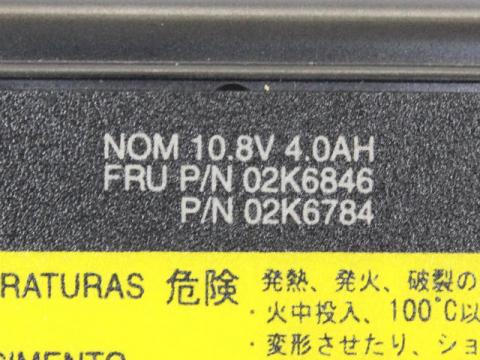 NOM 10.8V 4.0AH
FRU P/N 02K6846
P/N 02K6784
RATURAS 危険 発熱、発火、破裂の
・火中投入、100°C以
・変形させたり、ショ